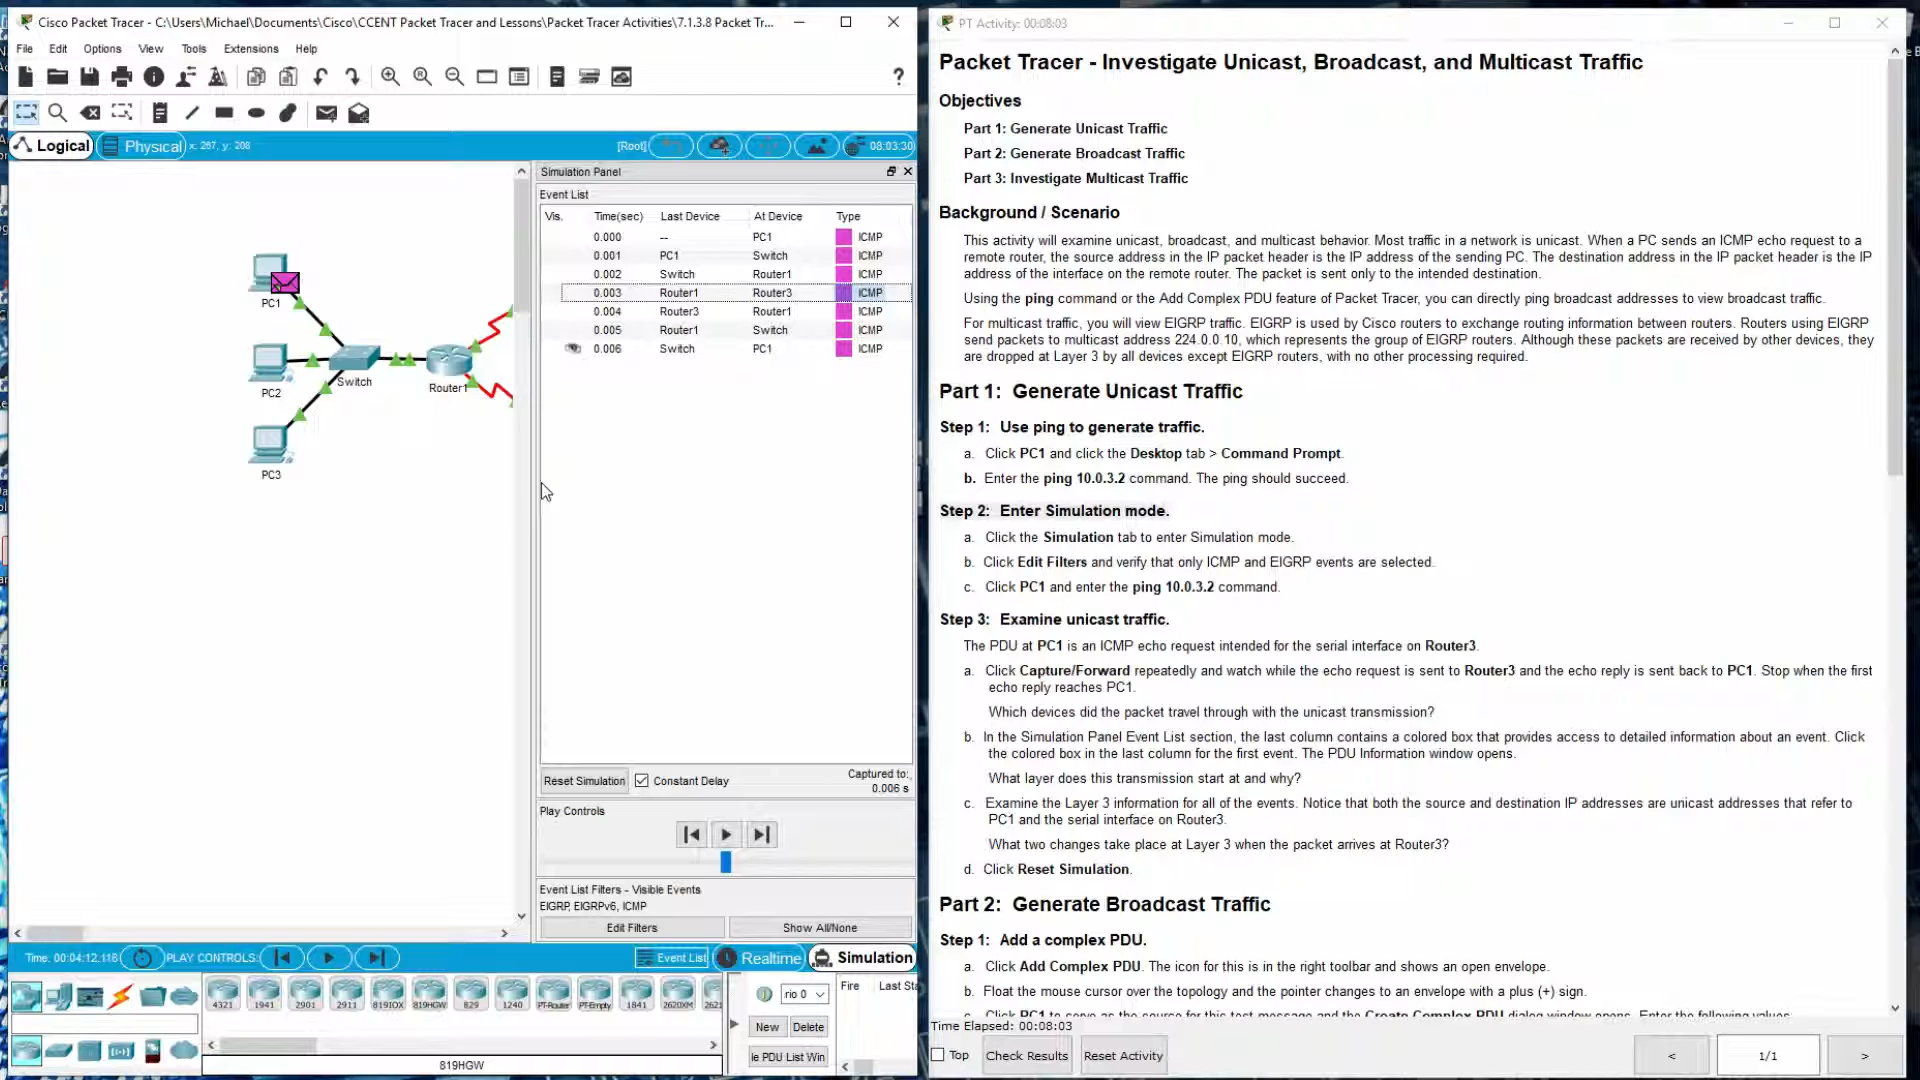 Cisco Packet Tracer - C:\Users\Michael\Documents\Cisco\CCENT Packet Tracer and Lessons\Packet Tracer Activities\7.1.3.8 Packet Tr...
File Edit Options View Tools Extensions Help
Logical Physical x: 267, y: 208 [Root] 08:03:30
PC1
PC2
Switch
Router1
PC3
Simulation Panel
Event List
Vis. Time(sec) Last Device At Device Type
0.000 -- PC1 ICMP
0.001 PC1 Switch ICMP
0.002 Switch Router1 ICMP
0.003 Router1 Router3 ICMP
0.004 Router3 Router1 ICMP
0.005 Router1 Switch ICMP
0.006 Switch PC1 ICMP
Reset Simulation Constant Delay Captured to:
0.006 s
Play Controls
Event List Filters - Visible Events
EIGRP, EIGRPv6, ICMP
Edit Filters Show All/None
Time: 00:04:12.116 PLAY CONTROLS: Event List Realtime Simulation
4321 1941 2901 2911 819IOX 819HGW 829 1240 PT-Router PT-Empty 1841 2620XM 2621
819HGW
rio 0
New Delete
le PDU List Win
Fire Last Sta
PT Activity: 00:08:03
Packet Tracer - Investigate Unicast, Broadcast, and Multicast Traffic
Objectives
Part 1: Generate Unicast Traffic
Part 2: Generate Broadcast Traffic
Part 3: Investigate Multicast Traffic
Background / Scenario
This activity will examine unicast, broadcast, and multicast behavior. Most traffic in a network is unicast. When a PC sends an ICMP echo request to a
remote router, the source address in the IP packet header is the IP address of the sending PC. The destination address in the IP packet header is the IP
address of the interface on the remote router. The packet is sent only to the intended destination.
Using the ping command or the Add Complex PDU feature of Packet Tracer, you can directly ping broadcast addresses to view broadcast traffic.
For multicast traffic, you will view EIGRP traffic. EIGRP is used by Cisco routers to exchange routing information between routers. Routers using EIGRP
send packets to multicast address 224.0.0.10, which represents the group of EIGRP routers. Although these packets are received by other devices, they
are dropped at Layer 3 by all devices except EIGRP routers, with no other processing required.
Part 1: Generate Unicast Traffic
Step 1: Use ping to generate traffic.
a. Click PC1 and click the Desktop tab > Command Prompt.
b. Enter the ping 10.0.3.2 command. The ping should succeed.
Step 2: Enter Simulation mode.
a. Click the Simulation tab to enter Simulation mode.
b. Click Edit Filters and verify that only ICMP and EIGRP events are selected.
c. Click PC1 and enter the ping 10.0.3.2 command.
Step 3: Examine unicast traffic.
The PDU at PC1 is an ICMP echo request intended for the serial interface on Router3.
a. Click Capture/Forward repeatedly and watch while the echo request is sent to Router3 and the echo reply is sent back to PC1. Stop when the first
echo reply reaches PC1.
Which devices did the packet travel through with the unicast transmission?
b. In the Simulation Panel Event List section, the last column contains a colored box that provides access to detailed information about an event. Click
the colored box in the last column for the first event. The PDU Information window opens.
What layer does this transmission start at and why?
c. Examine the Layer 3 information for all of the events. Notice that both the source and destination IP addresses are unicast addresses that refer to
PC1 and the serial interface on Router3.
What two changes take place at Layer 3 when the packet arrives at Router3?
d. Click Reset Simulation.
Part 2: Generate Broadcast Traffic
Step 1: Add a complex PDU.
a. Click Add Complex PDU. The icon for this is in the right toolbar and shows an open envelope.
b. Float the mouse cursor over the topology and the pointer changes to an envelope with a plus (+) sign.
c. Click PC1 to serve as the source for this test message and the Create Complex PDU dialog window opens. Enter the following values:
Time Elapsed: 00:08:03
Top Check Results Reset Activity < 1/1 >